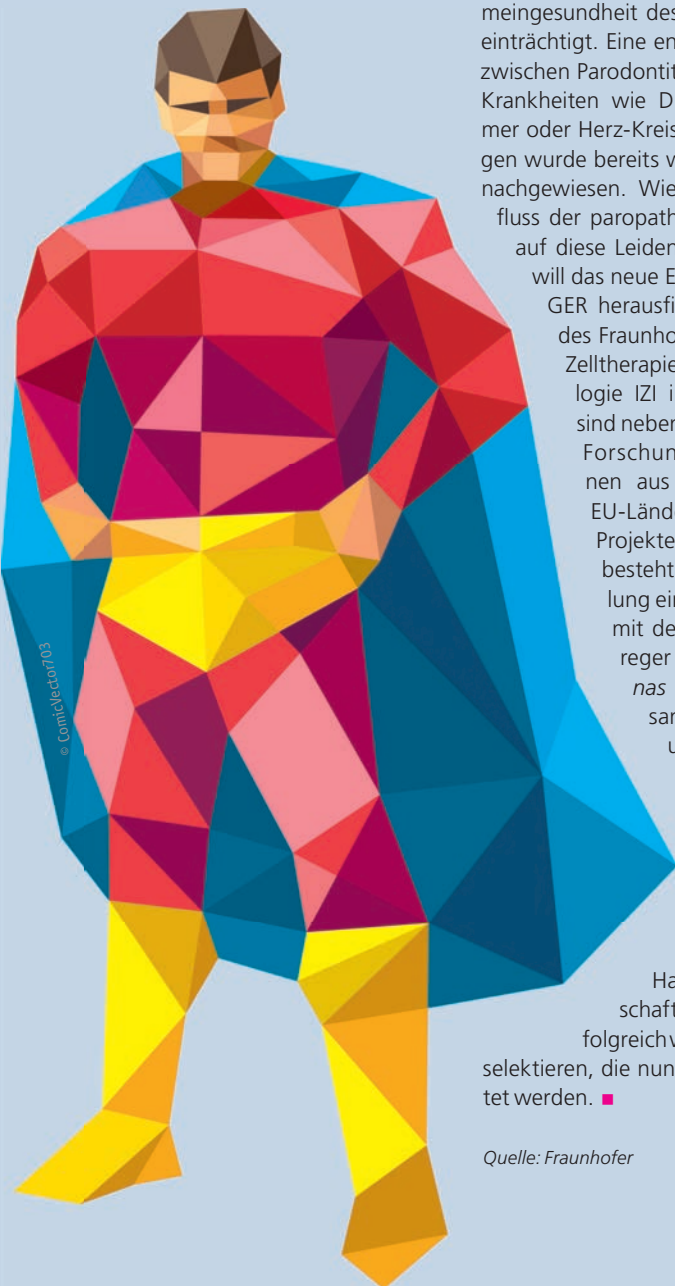 meingesundheit des
einträchtigt. Eine en
zwischen Parodontit
Krankheiten wie D
mer oder Herz-Kreis
gen wurde bereits v
nachgewiesen. Wie
fluss der paropath
auf diese Leiden
will das neue E
GER herausfi
des Fraunho
Zelltherapie
logie IZI i
sind neben
Forschun
nen aus
EU-Lände
Projekte
besteht
lung ein
mit de
reger
nas
sar
u
Ha
schaft
folgreich v
selektieren, die nun
tet werden.
Quelle: Fraunhofer
© ComicVector703